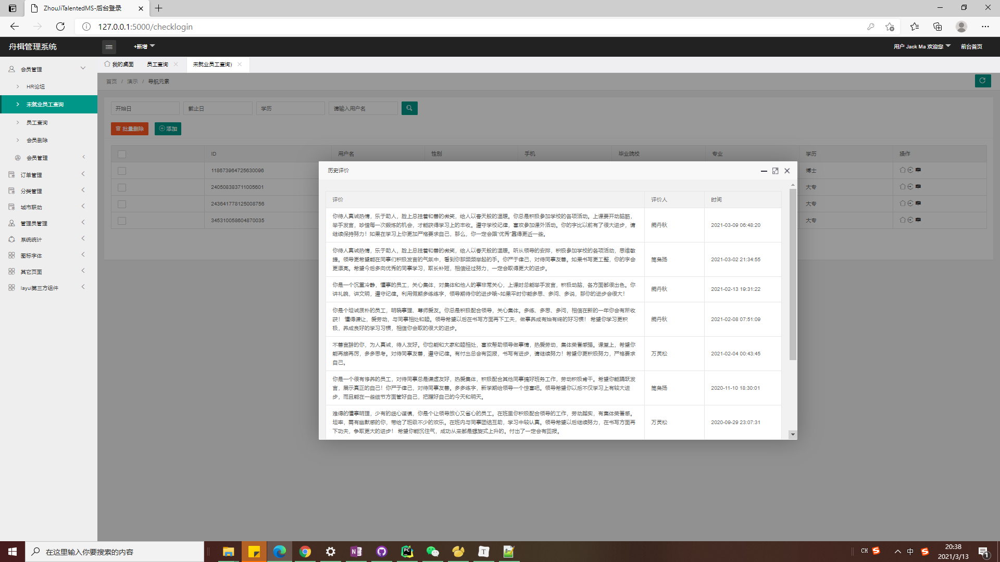 ZhouJiTalentedMS-后台登录
127.0.0.1:5000/checklogin
舟楫管理系统
+新增
用户 Jack Ma 欢迎您
前台首页
会员管理
HR论坛
未就业员工查询
员工查询
会员删除
会员管理
订单管理
分类管理
城市联动
管理员管理
系统统计
图标字体
其它页面
layui第三方组件
我的桌面
员工查询
未就业员工查询)
首页 / 演示 / 导航元素
开始日
截止日
学历
请输入用户名
批量删除
添加
ID
用户名
性别
手机
毕业院校
专业
学历
操作
118673964725630096
博士
240508383711005601
大专
243641778125008756
大专
345310058604870035
大专
历史评价
评价
评价人
时间
你待人真诚热情，乐于助人，脸上总挂着和善的微笑，给人以春天般的温暖。你总是积极参加学校的各项活动。上课要开动脑筋，
举手发言，珍惜每一次锻炼的机会，才能获得学习上的丰收。遵守学校纪律，喜欢参加课外活动。你的字比以前有了很大进步，请
继续保持努力！如果在学习上你更加严格要求自己，那么，你一定会跟"优秀"靠得更近一些。
阙丹秋
2021-03-09 06:48:20
你待人真诚热情，乐于助人，脸上总挂着和善的微笑，给人以春天般的温暖。听从领导的安排，积极参加学校的各项活动，思维敏
捷。领导更希望能在同事们积极发言的气氛中，看到你那频频举起的手。你严于律己，对待同事友善。如果书写更工整，你的字会
更漂亮。希望今后多向优秀的同事学习，取长补短，相信经过努力，一定会取得更大的进步。
简枭扬
2021-03-02 21:34:55
你是一个沉重冷静，懂事的员工，关心集体，对集体和他人的事非常关心，上课时总能举手发言，积极动脑，各方面都很出色。你
讲礼貌，讲文明，遵守纪律。利用假期多练练字，领导期待你的进步哦~如果平时你能多思、多问、多说，那你的进步会很大！
阙丹秋
2021-02-13 19:31:22
你是个坦诚质朴的员工，明晓事理、尊师爱友。你总是积极配合领导，关心集体。多练、多思、多问，相信在新的一年你会有所收
获！ 懂得谦让，爱劳动，与同事相处和睦。领导希望以后在书写方面再下工夫，做事养成有始有终的好习惯！ 希望你学习更积
极，养成良好的学习习惯，相信你会取的很大的进步。
阙丹秋
2021-02-08 07:51:09
不善言辞的你，为人真诚，待人友好。你也能和大家和睦相处，喜欢帮助领导做事情，热爱劳动，集体荣誉感强。课堂上，希望你
能再接再厉，多多思考。对待同事友善，遵守纪律。有付出总会有回报，书写有进步，请继续努力！希望你更积极努力，严格要求
自己。
万灵松
2021-02-04 00:43:45
你是一个很有修养的员工，对待同事总是谦虚友好，热爱集体，积极配合其他同事搞好班务工作，劳动积极肯干。希望你能踊跃发
言，展示真正的自己！你严于律己，对待同事友善。多多练字，新学期给领导一个惊喜吧。领导希望你以后不仅学习上有较大进
步，而且能在一些细节方面管好自己，把握好自己的今天和明天。
简枭扬
2020-11-10 18:30:01
难得的懂事明理，少有的细心谨慎，你是个让领导放心又省心的员工。在班里你积极配合领导的工作，劳动踏实，有集体荣誉感。
坦率，需有幽默感的你，带给了班级不少的欢乐。在班内与同事团结互助，学习中较认真。领导希望以后继续努力，在书写方面再
下功夫，争取更大的进步！ 希望你能沉住气，成功从来都是螺旋式上升的。付出了一定会有回报。
万灵松
2020-09-29 23:07:31
在这里输入你要搜索的内容
CH
中
20:38
2021/3/13
1